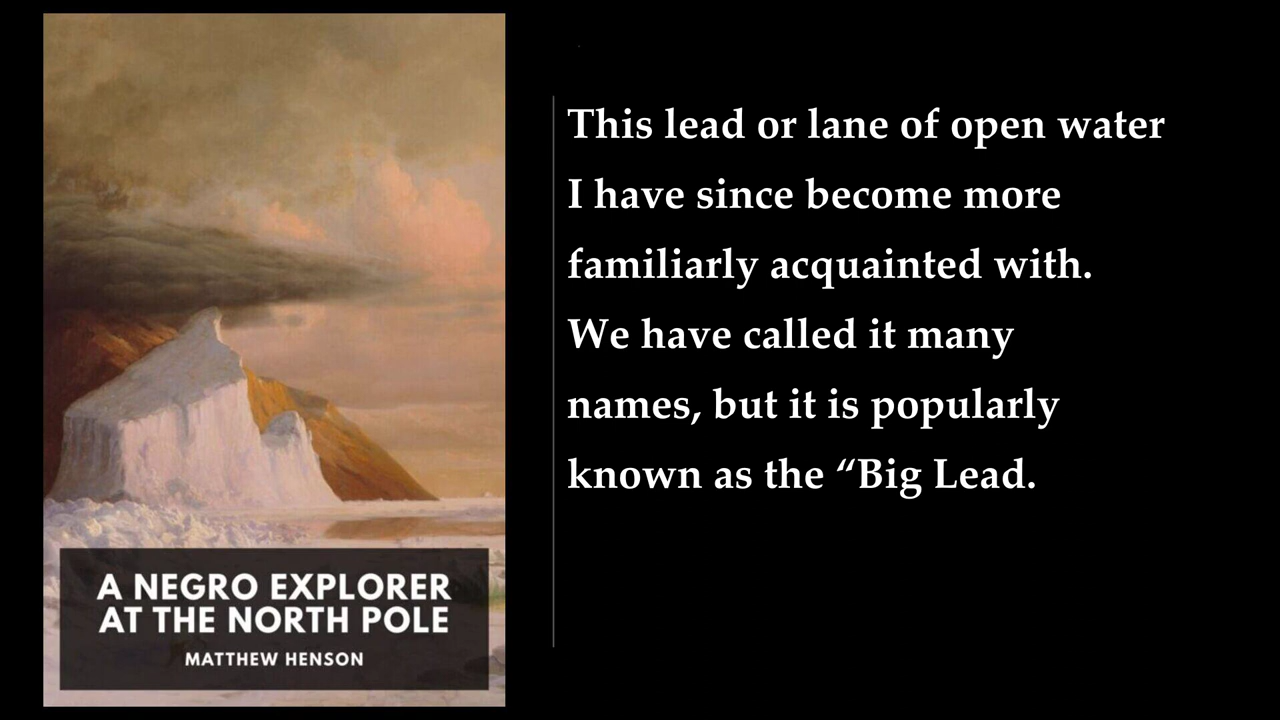 This lead or lane of open water
I have since become more
familiarly acquainted with.
We have called it many
names, but it is popularly
known as the “Big Lead.
A NEGRO EXPLORER
AT THE NORTH POLE
MATTHEW HENSON